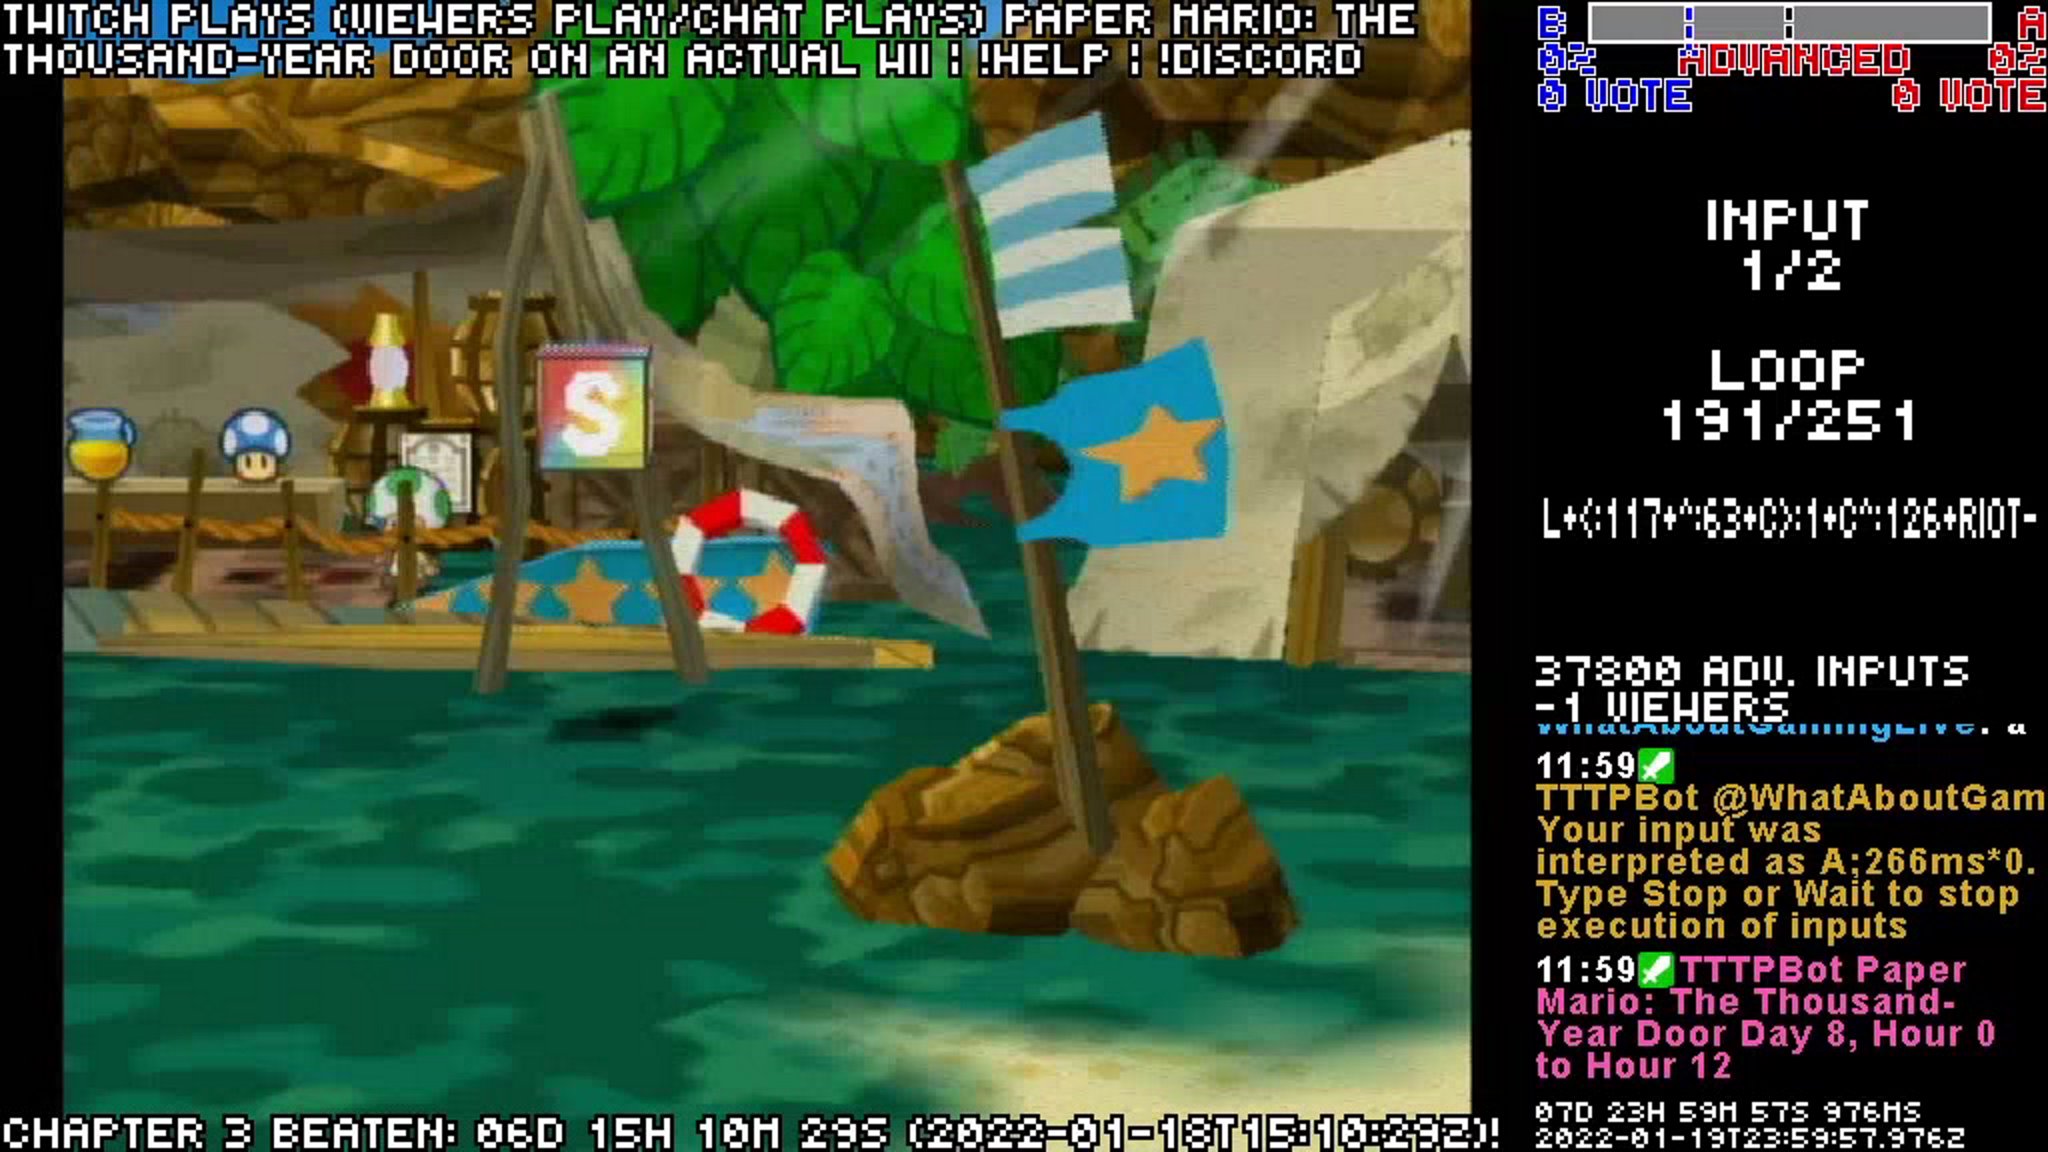 TWITCH PLAYS (VIEWERS PLAY/CHAT PLAYS) PAPER MARIO: THE
THOUSAND-YEAR DOOR ON AN ACTUAL WII ¦ !HELP ¦ !DISCORD
B A
0% ADVANCED 0%
0 VOTE 0 VOTE
INPUT
1/2
LOOP
191/251
S
37800 ADV. INPUTS
-1 VIEWERS
WhatAboutGamingLive: a
11:59
TTTPBot @WhatAboutGam
Your input was
interpreted as A;266ms*0.
Type Stop or Wait to stop
execution of inputs
11:59 TTTPBot Paper
Mario: The Thousand-
Year Door Day 8, Hour 0
to Hour 12
07D 23H 59M 57S 976MS
2022-01-19T23:59:57.976Z
CHAPTER 3 BEATEN: 06D 15H 10M 29S (2022-01-18T15:10:29Z)!